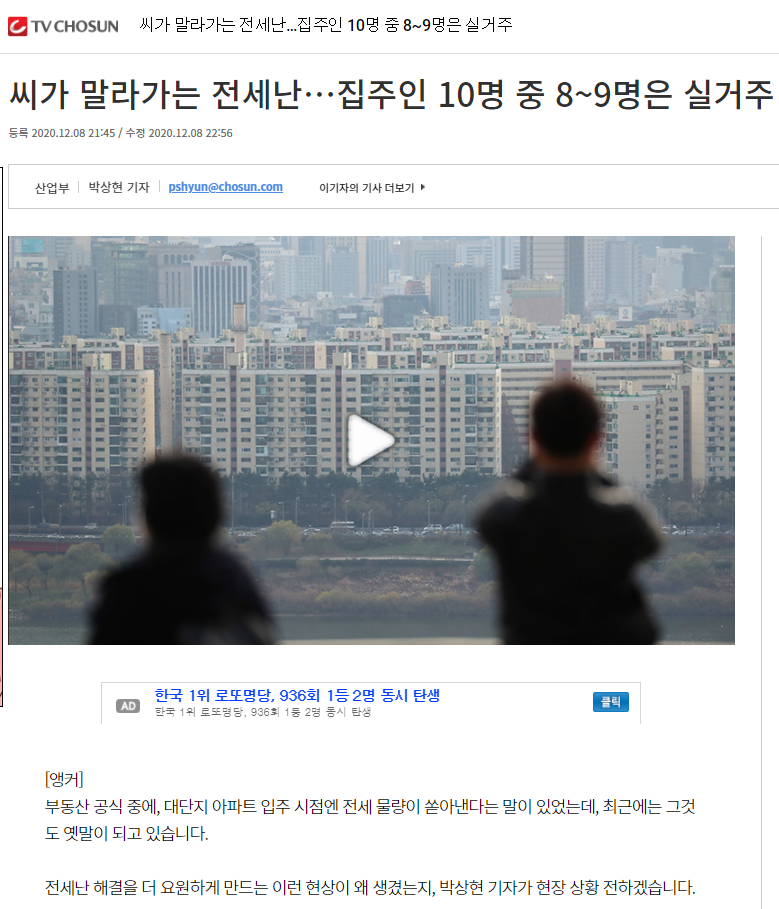 TV CHOSUN 씨가 말라가는 전세난…집주인 10명 중 8~9명은 실거주
씨가 말라가는 전세난…집주인 10명 중 8~9명은 실거주
등록 2020.12.08 21:45 / 수정 2020.12.08 22:56
산업부 박상현 기자 pshyun@chosun.com 이기자의 기사 더보기
AD 한국 1위 로또명당, 936회 1등 2명 동시 탄생
한국 1위 로또명당, 936회 1등 2명 동시 탄생
클릭
[앵커]
부동산 공식 중에, 대단지 아파트 입주 시점엔 전세 물량이 쏟아낸다는 말이 있었는데, 최근에는 그것
도 옛말이 되고 있습니다.
전세난 해결을 더 요원하게 만드는 이런 현상이 왜 생겼는지, 박상현 기자가 현장 상황 전하겠습니다.